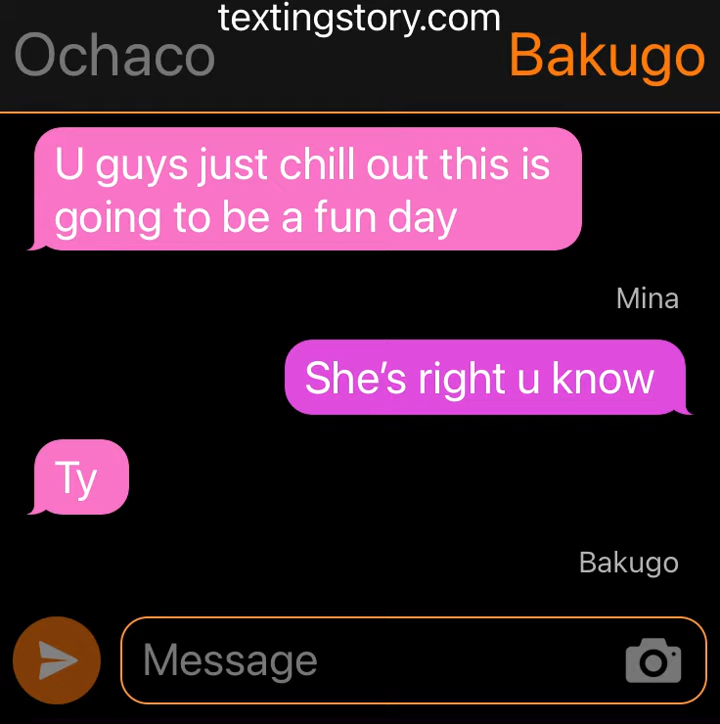 textingstory.com
Ochaco
Bakugo
U guys just chill out this is
going to be a fun day
Mina
She’s right u know
Ty
Bakugo
Message